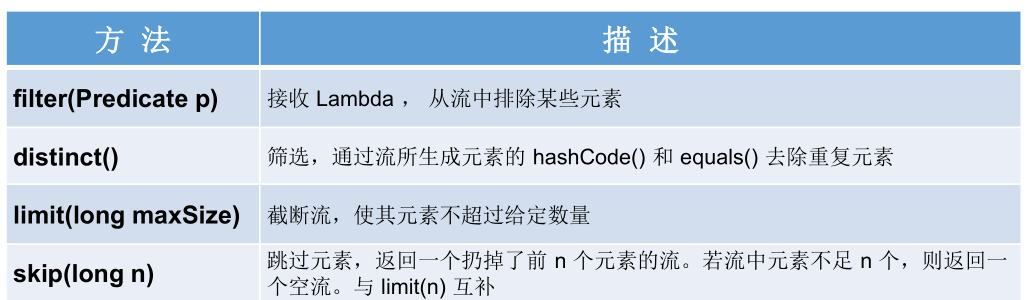 方 法 描 述
filter(Predicate p) 接收 Lambda ， 从流中排除某些元素
distinct() 筛选，通过流所生成元素的 hashCode() 和 equals() 去除重复元素
limit(long maxSize) 截断流，使其元素不超过给定数量
skip(long n) 跳过元素，返回一个扔掉了前 n 个元素的流。若流中元素不足 n 个，则返回一
个空流。与 limit(n) 互补